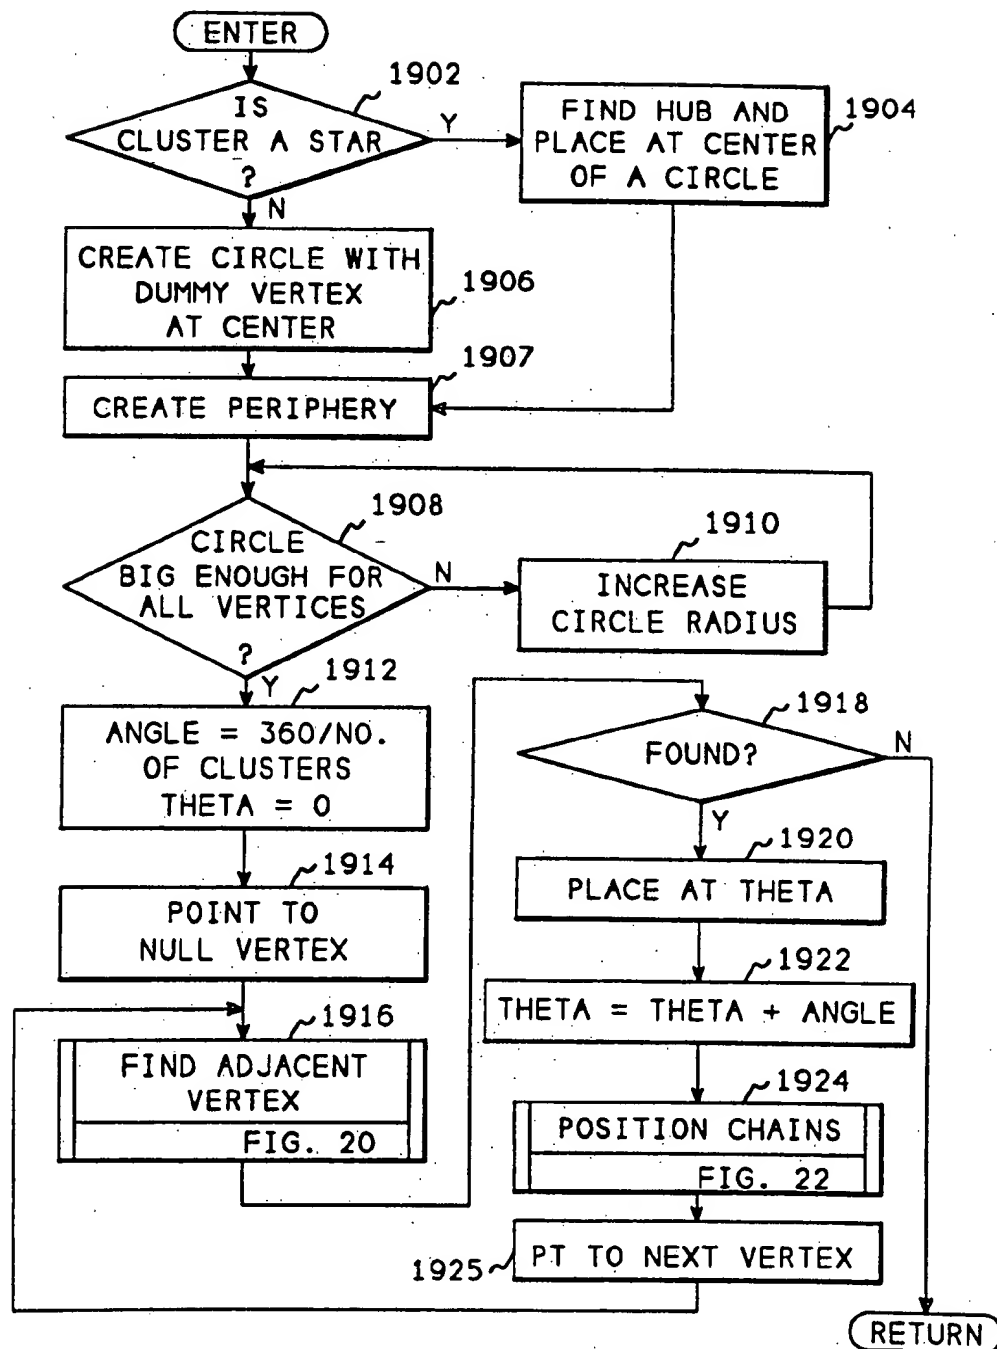 ENTER
1902
IS
CLUSTER A STAR
?
Y
N
FIND HUB AND
PLACE AT CENTER
OF A CIRCLE
1904
CREATE CIRCLE WITH
DUMMY VERTEX
AT CENTER
1906
1907
CREATE PERIPHERY
1908
CIRCLE
BIG ENOUGH FOR
ALL VERTICES
?
N
Y
1910
INCREASE
CIRCLE RADIUS
1912
ANGLE = 360/NO.
OF CLUSTERS
THETA = 0
1914
POINT TO
NULL VERTEX
1916
FIND ADJACENT
VERTEX
FIG. 20
1918
FOUND?
N
Y
1920
PLACE AT THETA
1922
THETA = THETA + ANGLE
1924
POSITION CHAINS
FIG. 22
1925
PT TO NEXT VERTEX
RETURN